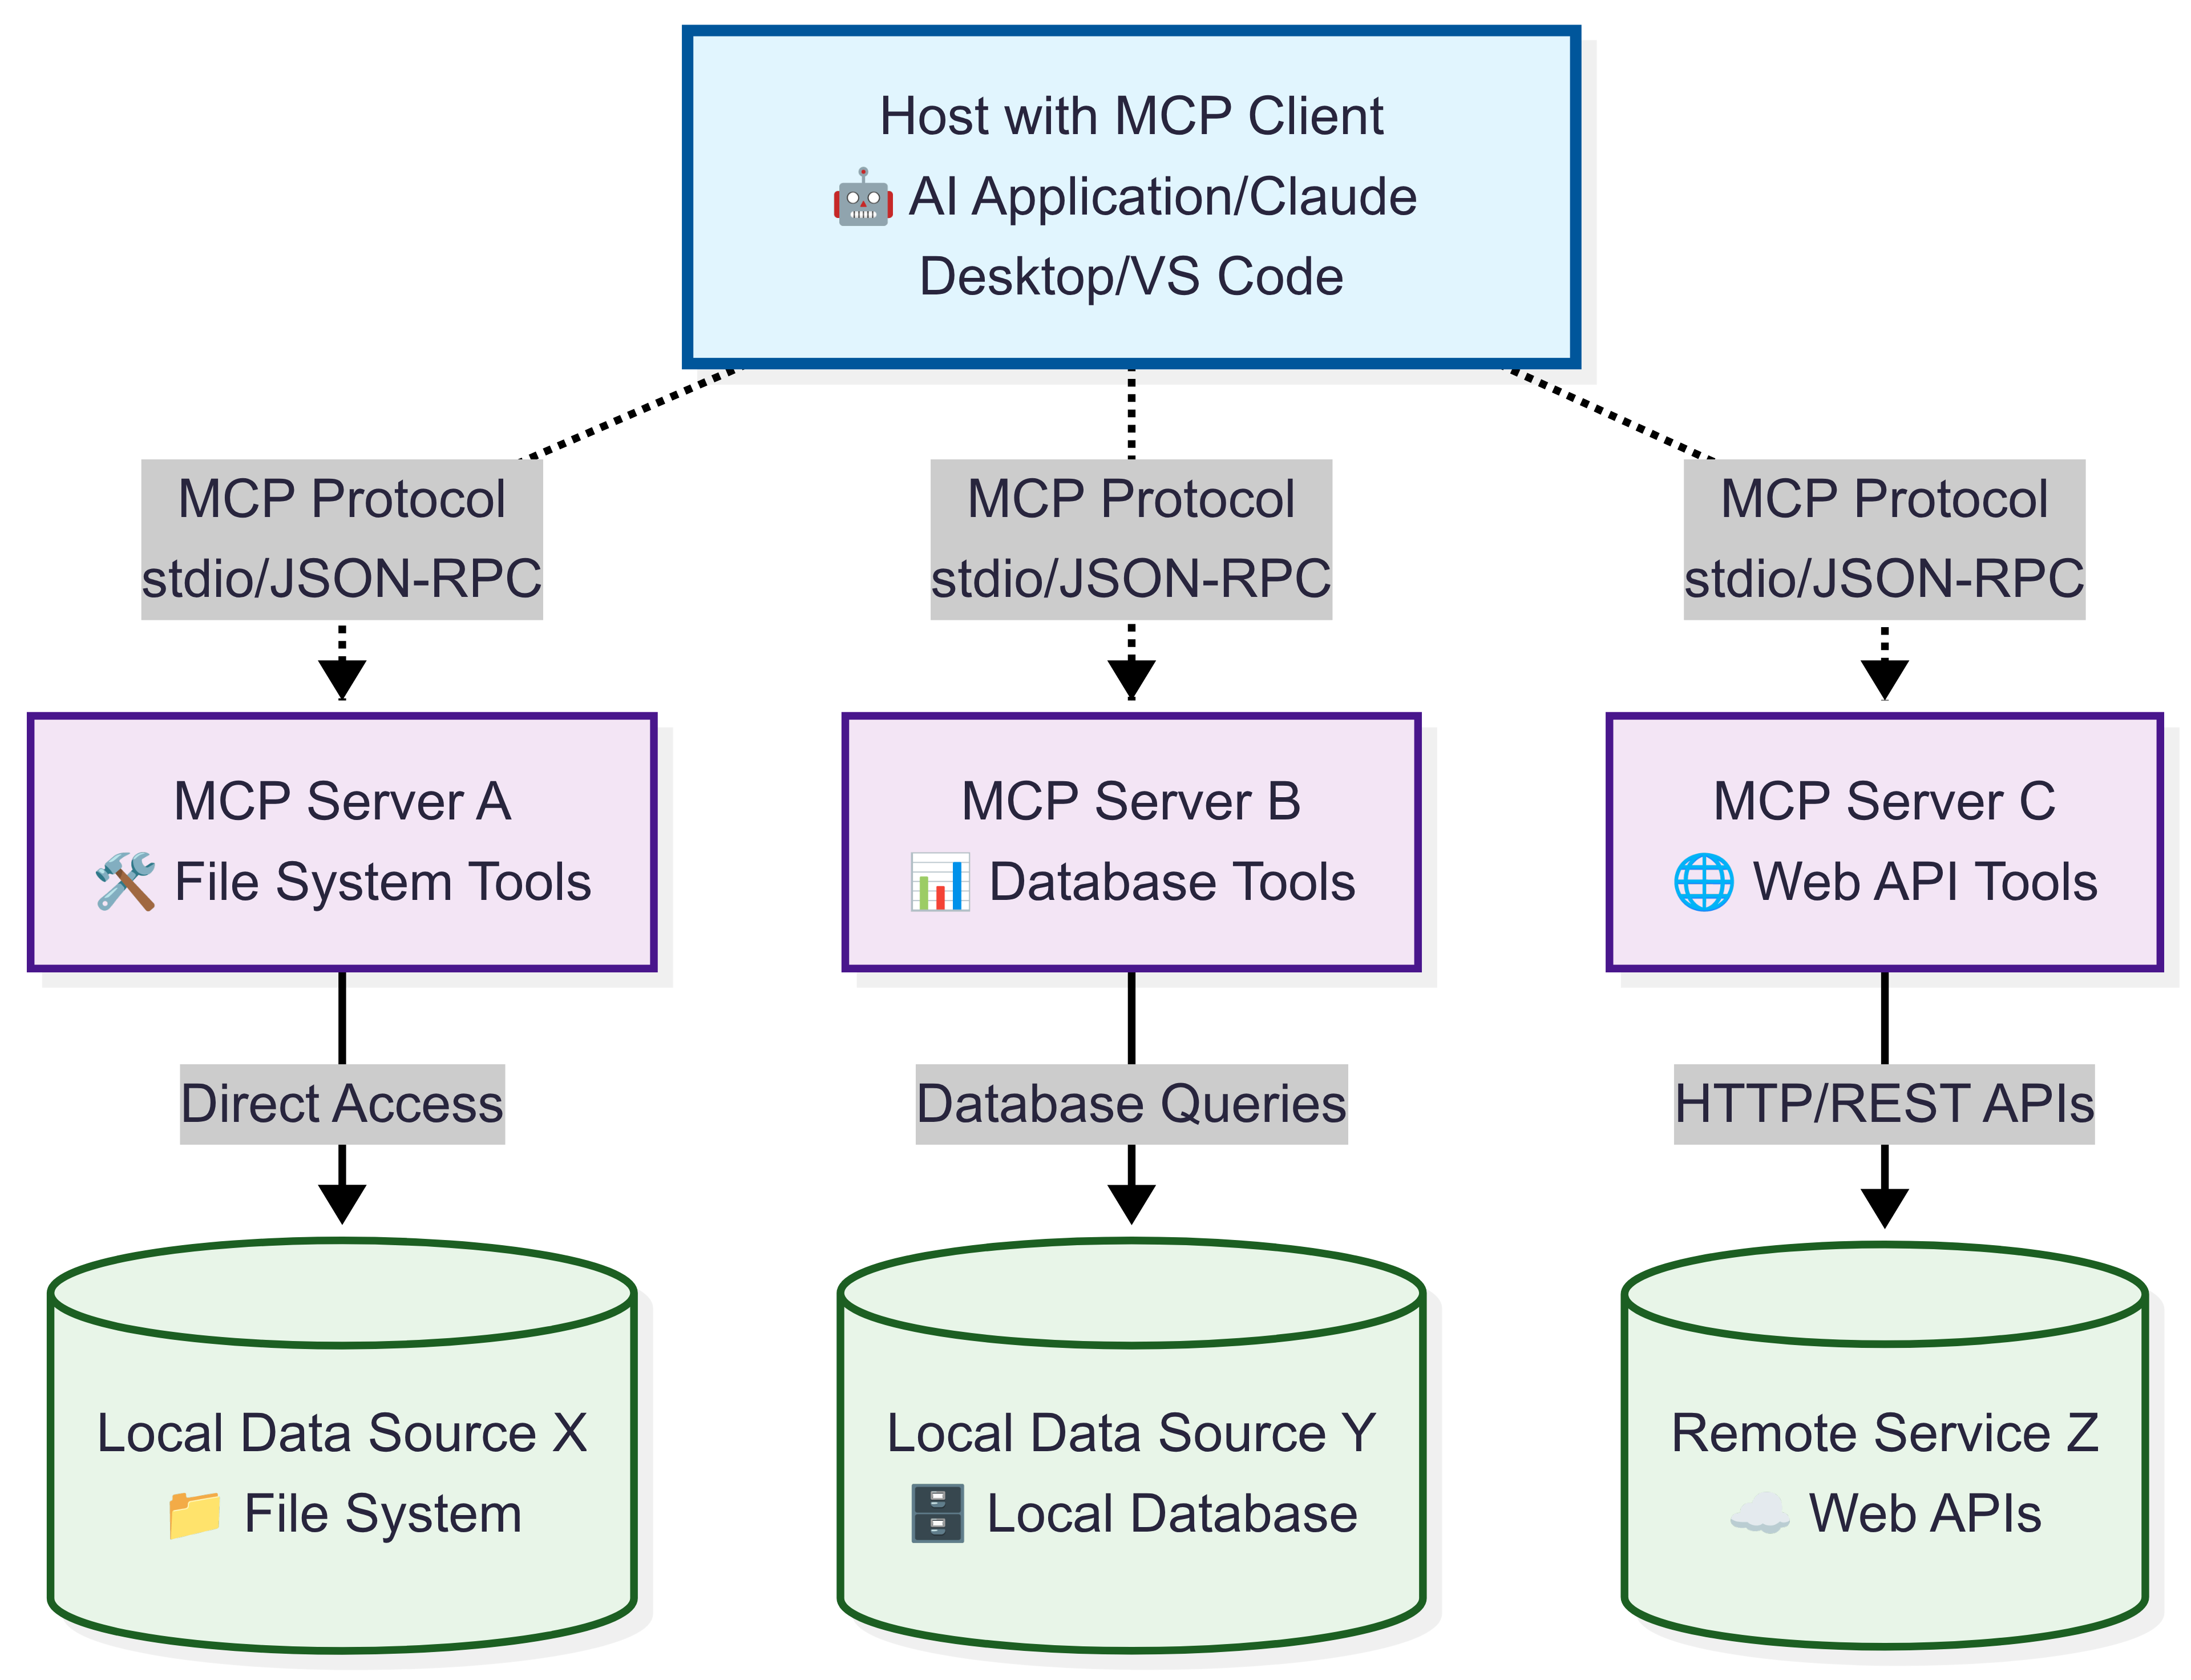 Host with MCP Client
🤖 AI Application/Claude
Desktop/VS Code
MCP Protocol
stdio/JSON-RPC
MCP Protocol
stdio/JSON-RPC
MCP Protocol
stdio/JSON-RPC
MCP Server A
🛠️ File System Tools
MCP Server B
📊 Database Tools
MCP Server C
🌐 Web API Tools
Direct Access
Database Queries
HTTP/REST APIs
Local Data Source X
📁 File System
Local Data Source Y
🗄️ Local Database
Remote Service Z
☁️ Web APIs